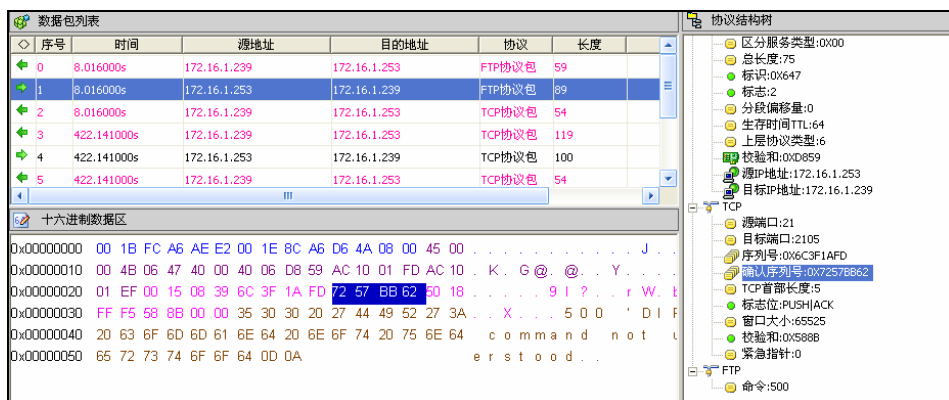 数据包列表
◇ 序号 时间 源地址 目的地址 协议 长度
0 8.016000s 172.16.1.239 172.16.1.253 FTP协议包 59
1 8.016000s 172.16.1.253 172.16.1.239 FTP协议包 89
2 8.016000s 172.16.1.239 172.16.1.253 TCP协议包 54
3 422.141000s 172.16.1.239 172.16.1.253 TCP协议包 119
4 422.141000s 172.16.1.253 172.16.1.239 TCP协议包 100
5 422.141000s 172.16.1.239 172.16.1.253 TCP协议包 54
十六进制数据区
0x00000000 00 1B FC A6 AE E2 00 1E 8C A6 D6 4A 08 00 45 00 . . . . . . . . . . . J . .
0x00000010 00 4B 06 47 40 00 40 06 D8 59 AC 10 01 FD AC 10 . K . G @. @. . Y . . . .
0x00000020 01 EF 00 15 08 39 6C 3F 1A FD 72 57 BB 62 50 18 . . . . . 9 l ? . . r W. b
0x00000030 FF F5 58 8B 00 00 35 30 30 20 27 44 49 52 27 3A . . X . . . 5 0 0 ' D I R
0x00000040 20 63 6F 6D 6D 61 6E 64 20 6E 6F 74 20 75 6E 64 c o m m a n d n o t u
0x00000050 65 72 73 74 6F 6F 64 0D 0A e r s t o o d . .
协议结构树
区分服务类型:0X00
总长度:75
标识:0X647
标志:2
分段偏移量:0
生存时间TTL:64
上层协议类型:6
校验和:0XD859
源IP地址:172.16.1.253
目标IP地址:172.16.1.239
TCP
源端口:21
目标端口:2105
序列号:0X6C3F1AFD
确认序列号:0X7257BB62
TCP首部长度:5
标志位:PUSH|ACK
窗口大小:65525
校验和:0X588B
紧急指针:0
FTP
命令:500